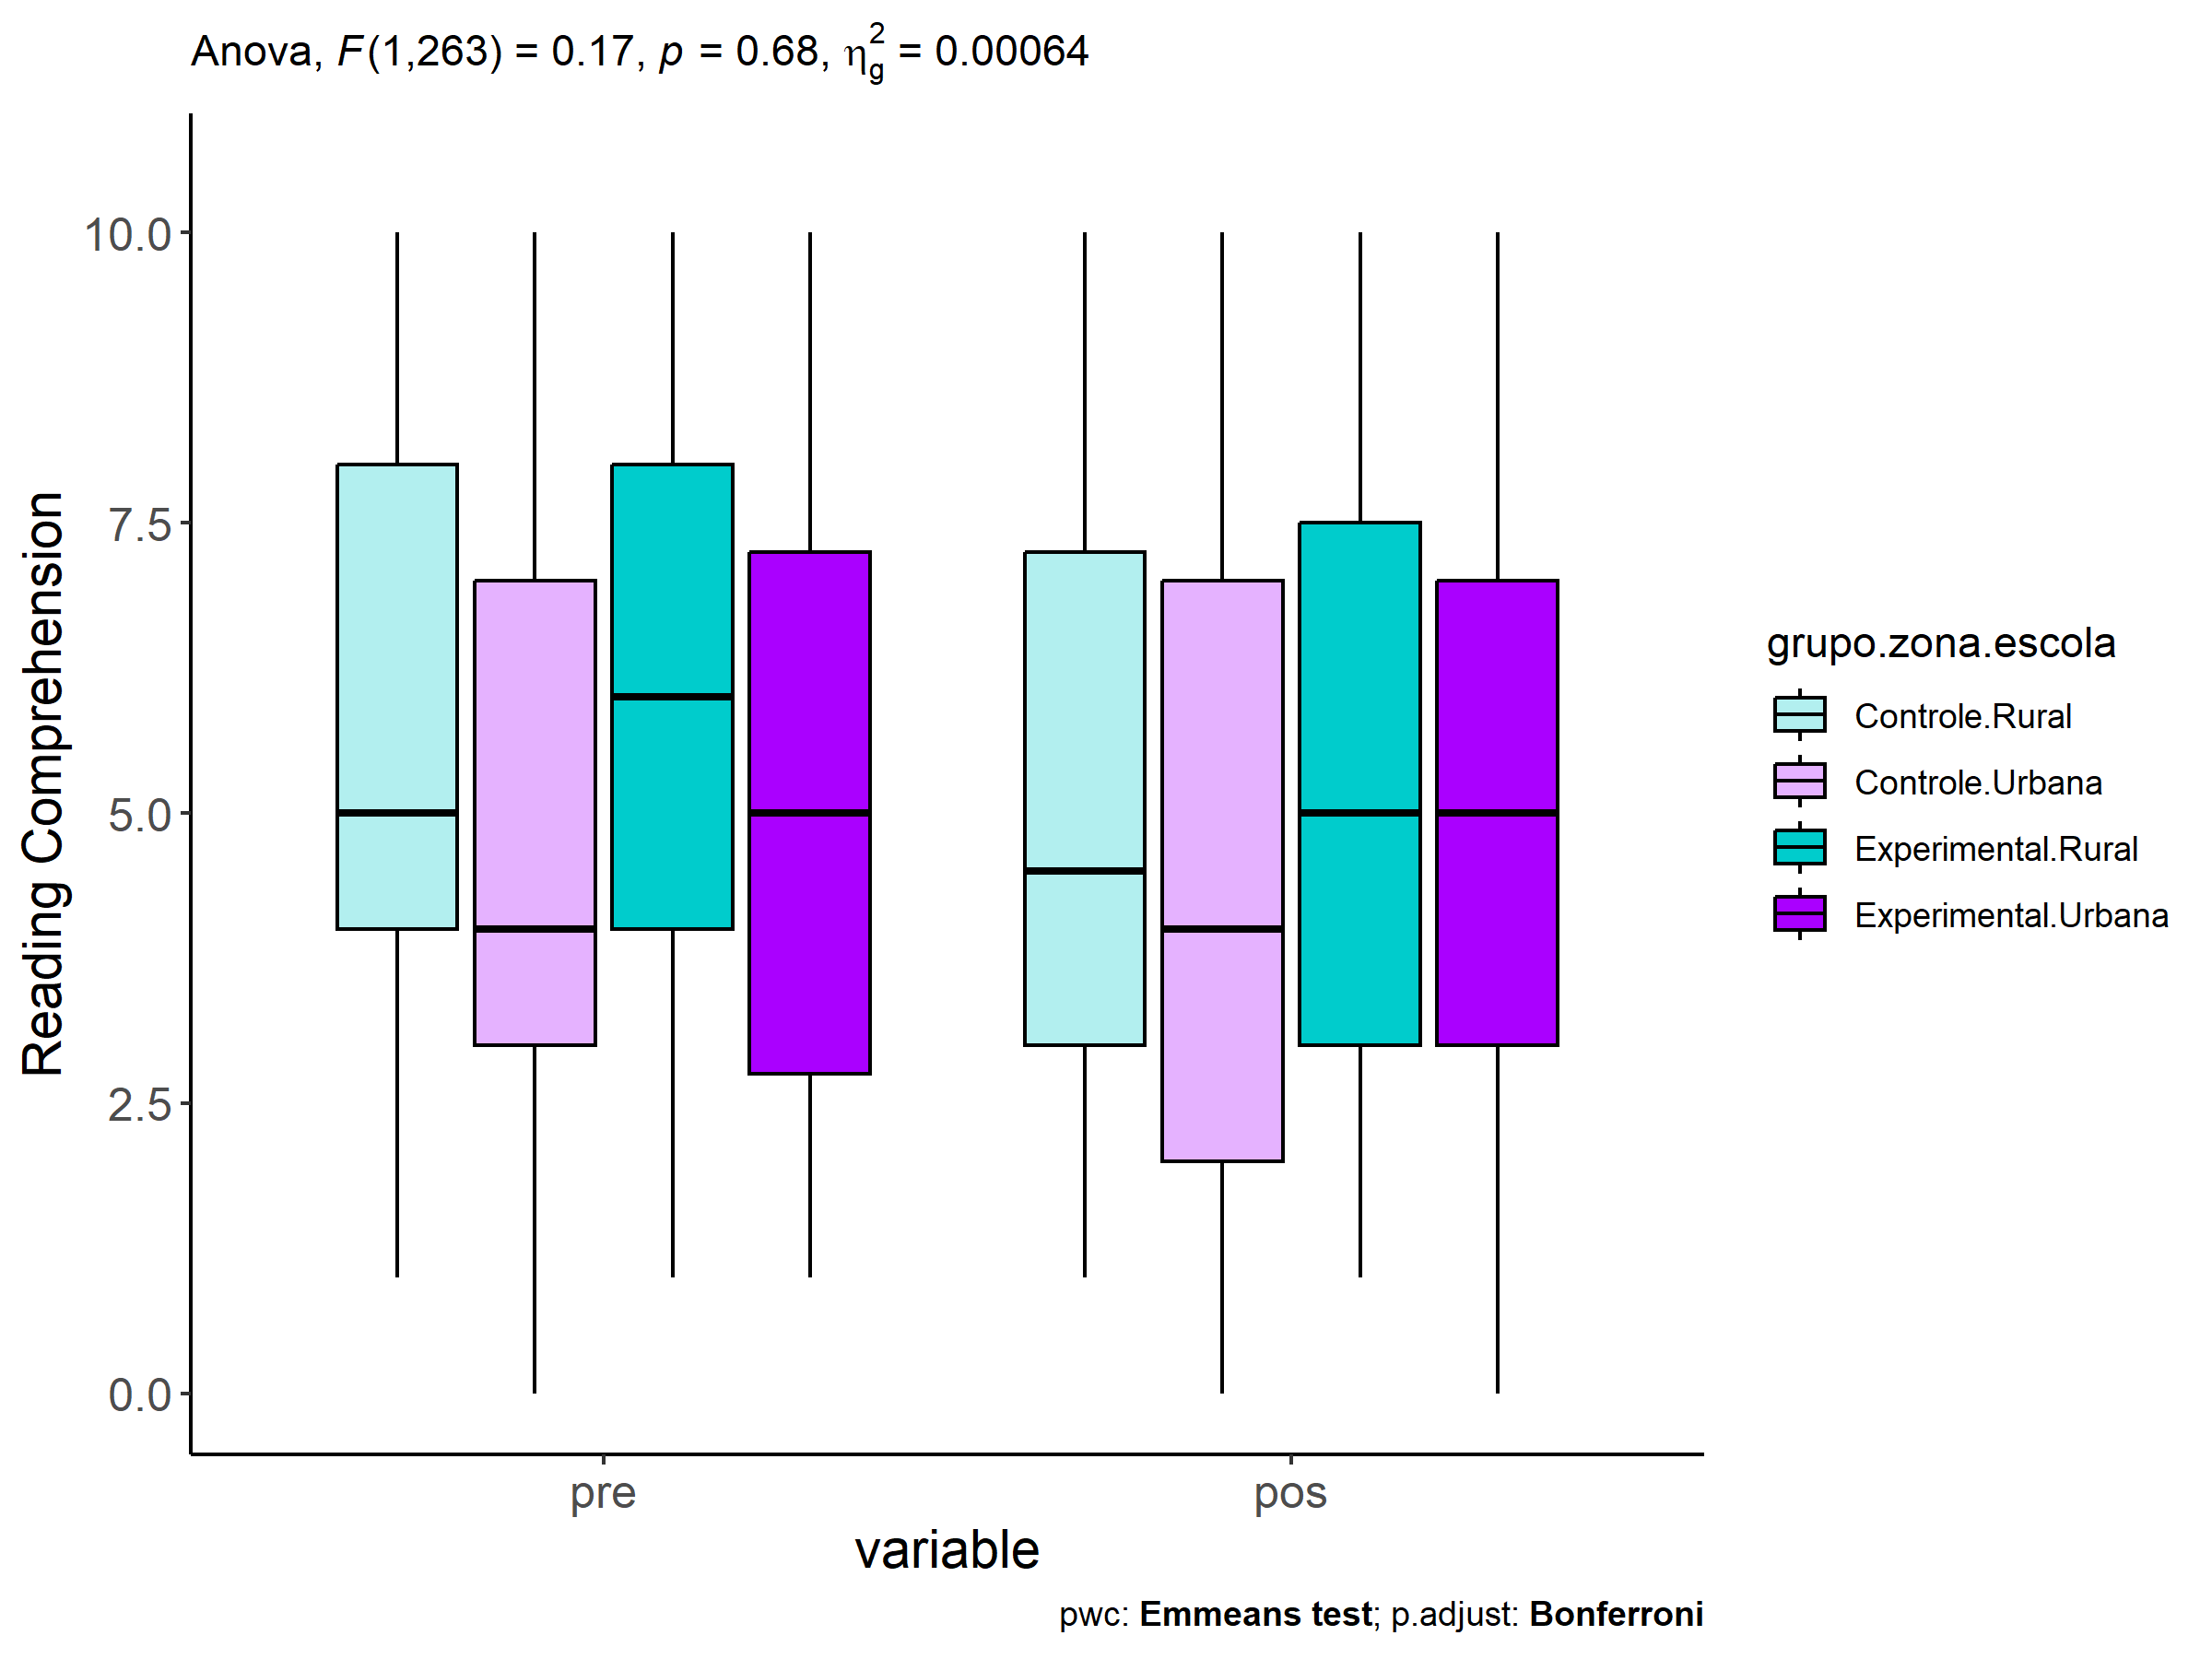 Anova, F(1,263) = 0.17, p = 0.68, η²g = 0.00064
Reading Comprehension
10.0
7.5
5.0
2.5
0.0
pre
pos
variable
grupo.zona.escola
Controle.Rural
Controle.Urbana
Experimental.Rural
Experimental.Urbana
pwc: Emmeans test; p.adjust: Bonferroni